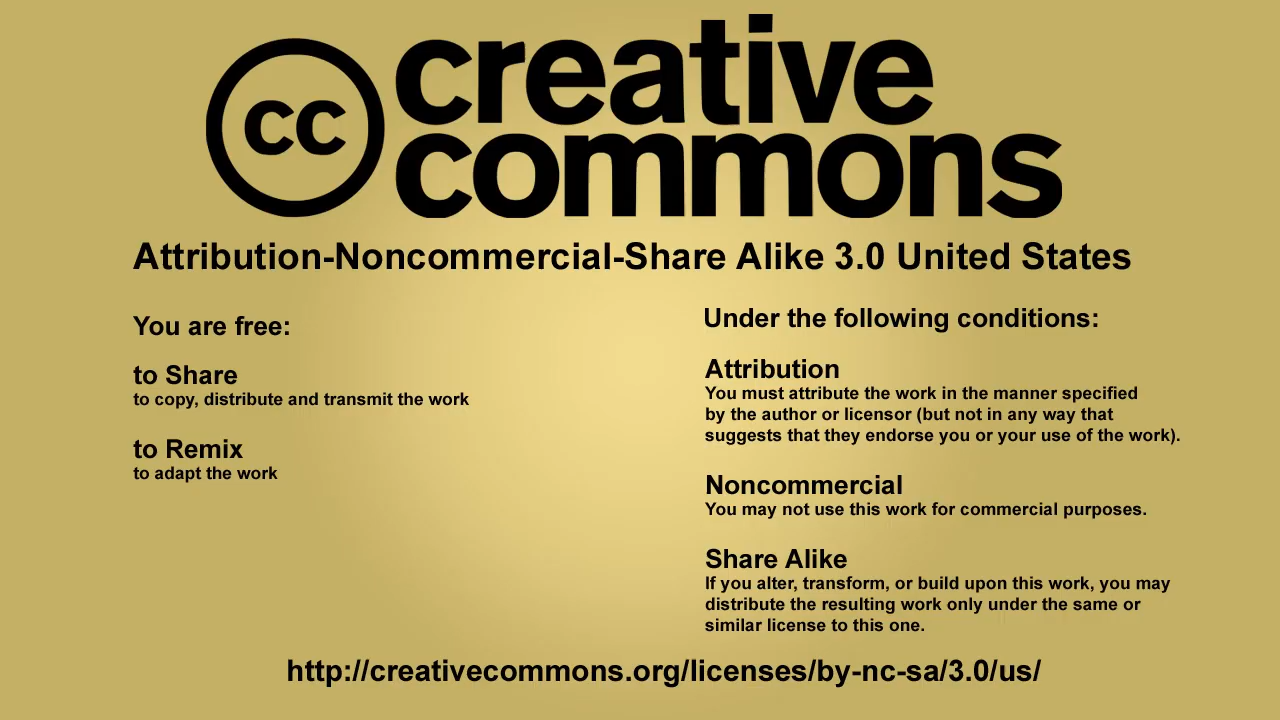 cc creative
commons
Attribution-Noncommercial-Share Alike 3.0 United States
You are free:
to Share
to copy, distribute and transmit the work
to Remix
to adapt the work
Under the following conditions:
Attribution
You must attribute the work in the manner specified
by the author or licensor (but not in any way that
suggests that they endorse you or your use of the work).
Noncommercial
You may not use this work for commercial purposes.
Share Alike
If you alter, transform, or build upon this work, you may
distribute the resulting work only under the same or
similar license to this one.
http://creativecommons.org/licenses/by-nc-sa/3.0/us/